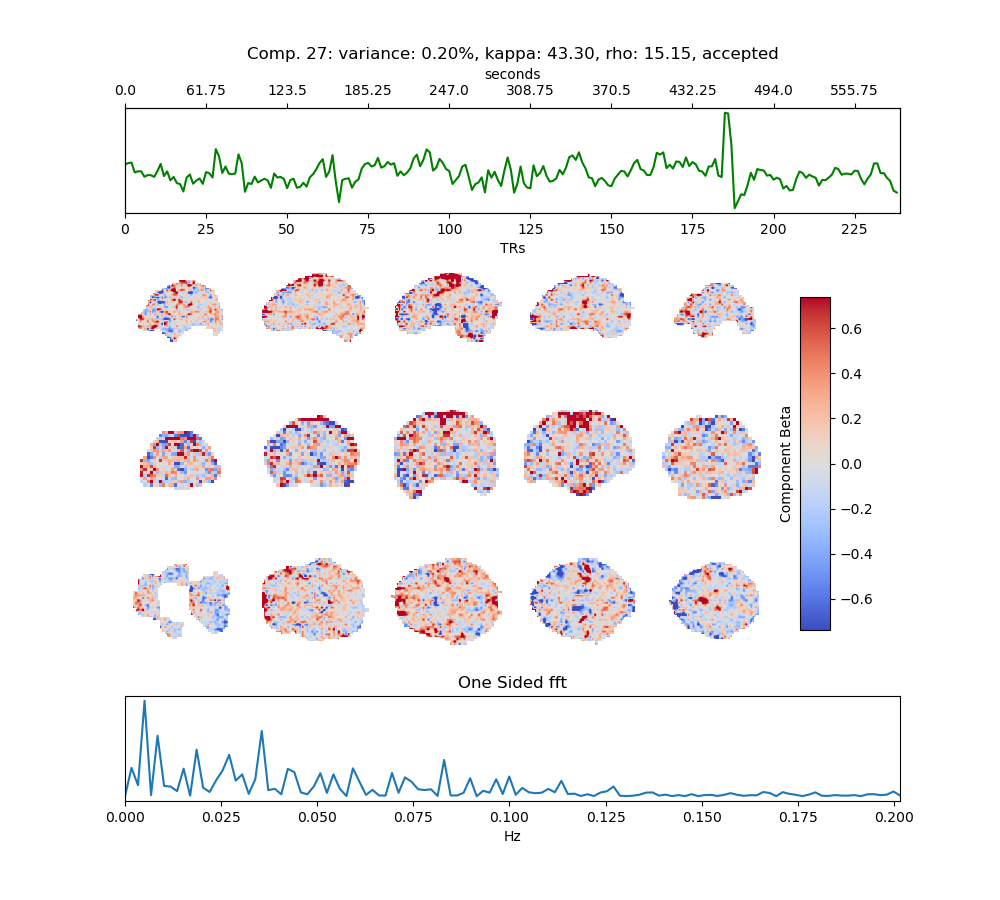 Comp. 27: variance: 0.20%, kappa: 43.30, rho: 15.15, accepted
seconds
0.0 61.75 123.5 185.25 247.0 308.75 370.5 432.25 494.0 555.75
0 25 50 75 100 125 150 175 200 225
TRs
0.6
0.4
0.2
0.0
−0.2
−0.4
−0.6
Component Beta
One Sided fft
0.000 0.025 0.050 0.075 0.100 0.125 0.150 0.175 0.200
Hz